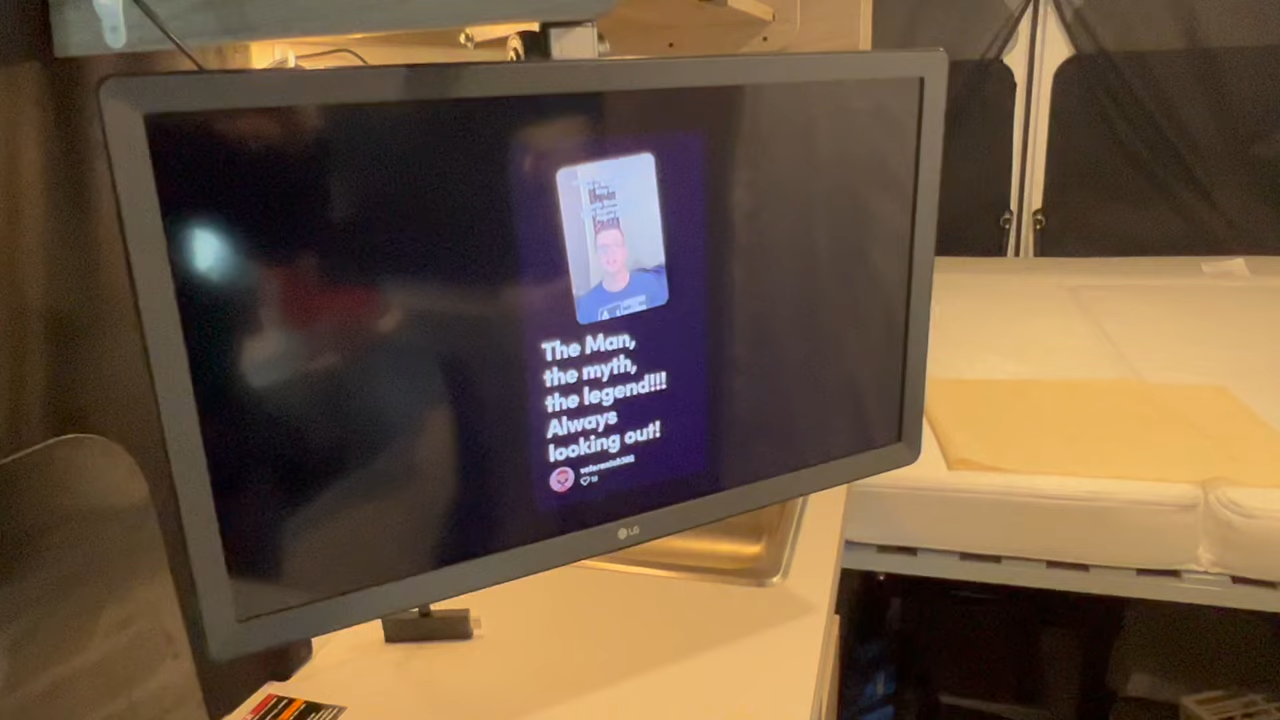 The Man,
the myth,
the legend!!!
Always
looking out!
LG